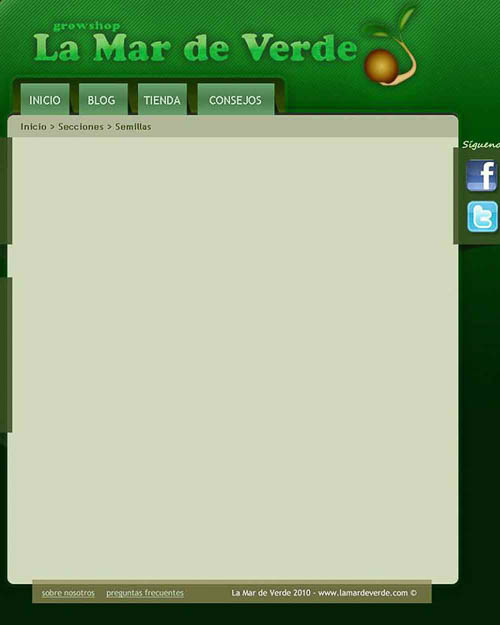 growshop
La Mar de Verde
INICIO BLOG TIENDA CONSEJOS
Inicio > Secciones > Semillas
Sígueno
f
t
sobre nosotros preguntas frecuentes La Mar de Verde 2010 - www.lamardeverde.com ©